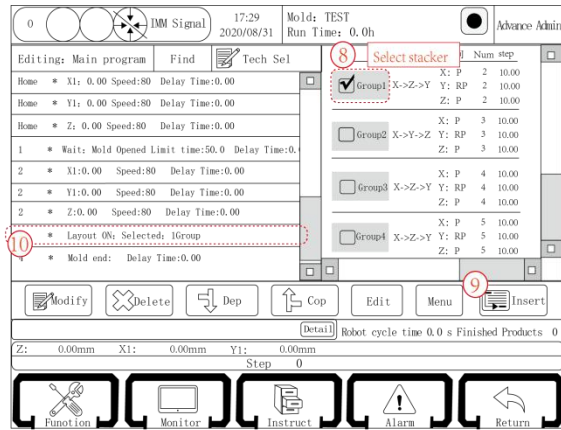 0
IMM Signal
17:29
2020/08/31
Mold: TEST
Run Time: 0.0h
Advance Admin
Editing: Main program
Find
Tech Sel
8
Select stacker
Num step
Home * X1; 0.00 Speed:80 Delay Time:0.00
Home * Y1; 0.00 Speed:80 Delay Time:0.00
Home * Z; 0.00 Speed:80 Delay Time:0.00
1 * Wait: Mold Opened Limit time:50.0 Delay Time:0.
2 * X1:0.00 Speed:80 Delay Time:0.00
2 * Y1:0.00 Speed:80 Delay Time:0.00
2 * Z:0.00 Speed:80 Delay Time:0.00
* Layout ON; Selected; 1Group
10
4 * Mold end: Delay Time:0.00
Group1 X->Z->Y
X: P 2 10.00
Y: RP 2 10.00
Z: P 2 10.00
Group2 X->Y->Z
X: P 3 10.00
Y: RP 3 10.00
Z: P 3 10.00
Group3 X->Z->Y
X: P 4 10.00
Y: RP 4 10.00
Z: P 4 10.00
Group4 X->Z->Y
X: P 5 10.00
Y: RP 5 10.00
Z: P 5 10.00
9
Modify
Delete
Dep
Cop
Edit
Menu
Insert
Detail
Robot cycle time 0.0 s Finished Products 0
Z: 0.00mm X1: 0.00mm Y1: 0.00mm
Step 0
Funotion
Monitor
Instruct
Alarm
Return